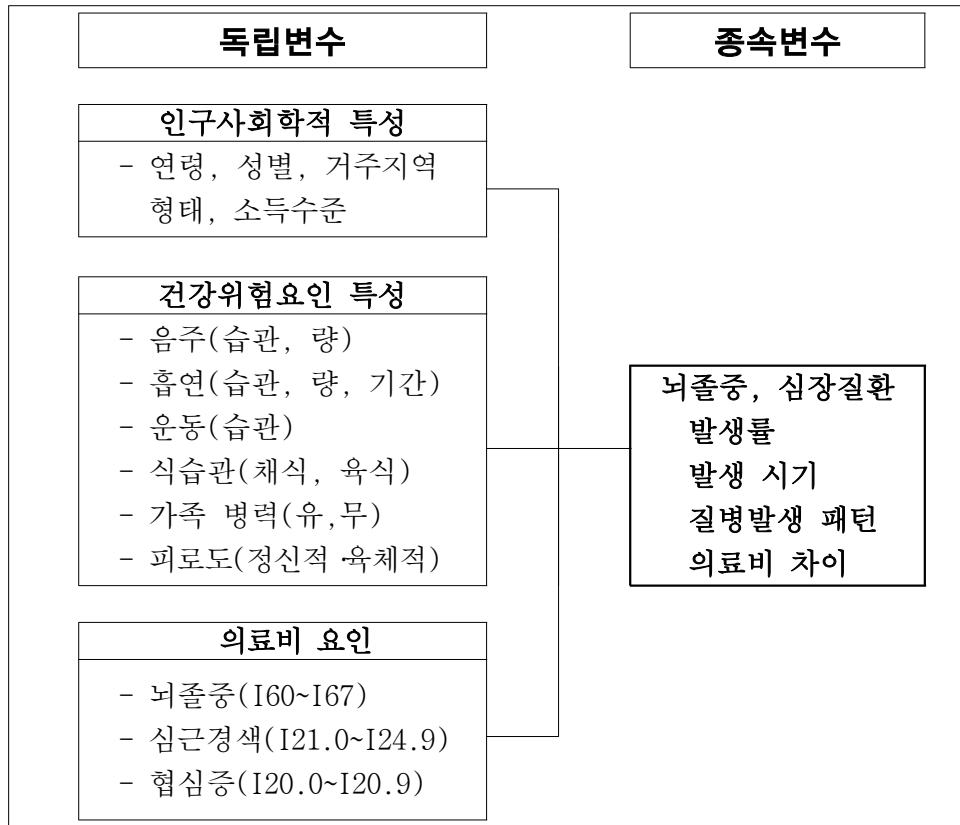 독립변수
종속변수
인구사회학적 특성
- 연령, 성별, 거주지역
형태, 소득수준
건강위험요인 특성
- 음주(습관, 량)
- 흡연(습관, 량, 기간)
- 운동(습관)
- 식습관(채식, 육식)
- 가족 병력(유,무)
- 피로도(정신적·육체적)
의료비 요인
- 뇌졸중(I60~I67)
- 심근경색(I21.0~I24.9)
- 협심증(I20.0~I20.9)
뇌졸중, 심장질환
발생률
발생 시기
질병발생 패턴
의료비 차이